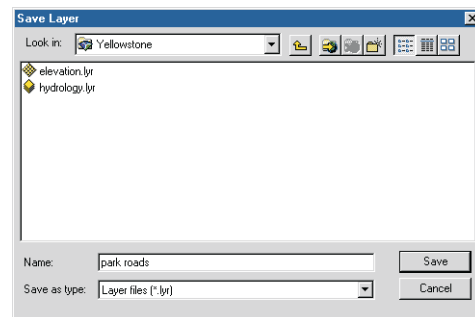 Save Layer
Look in: Yellowstone
elevation.lyr
hydrology.lyr
Name: park roads Save
Save as type: Layer files (*.lyr) Cancel